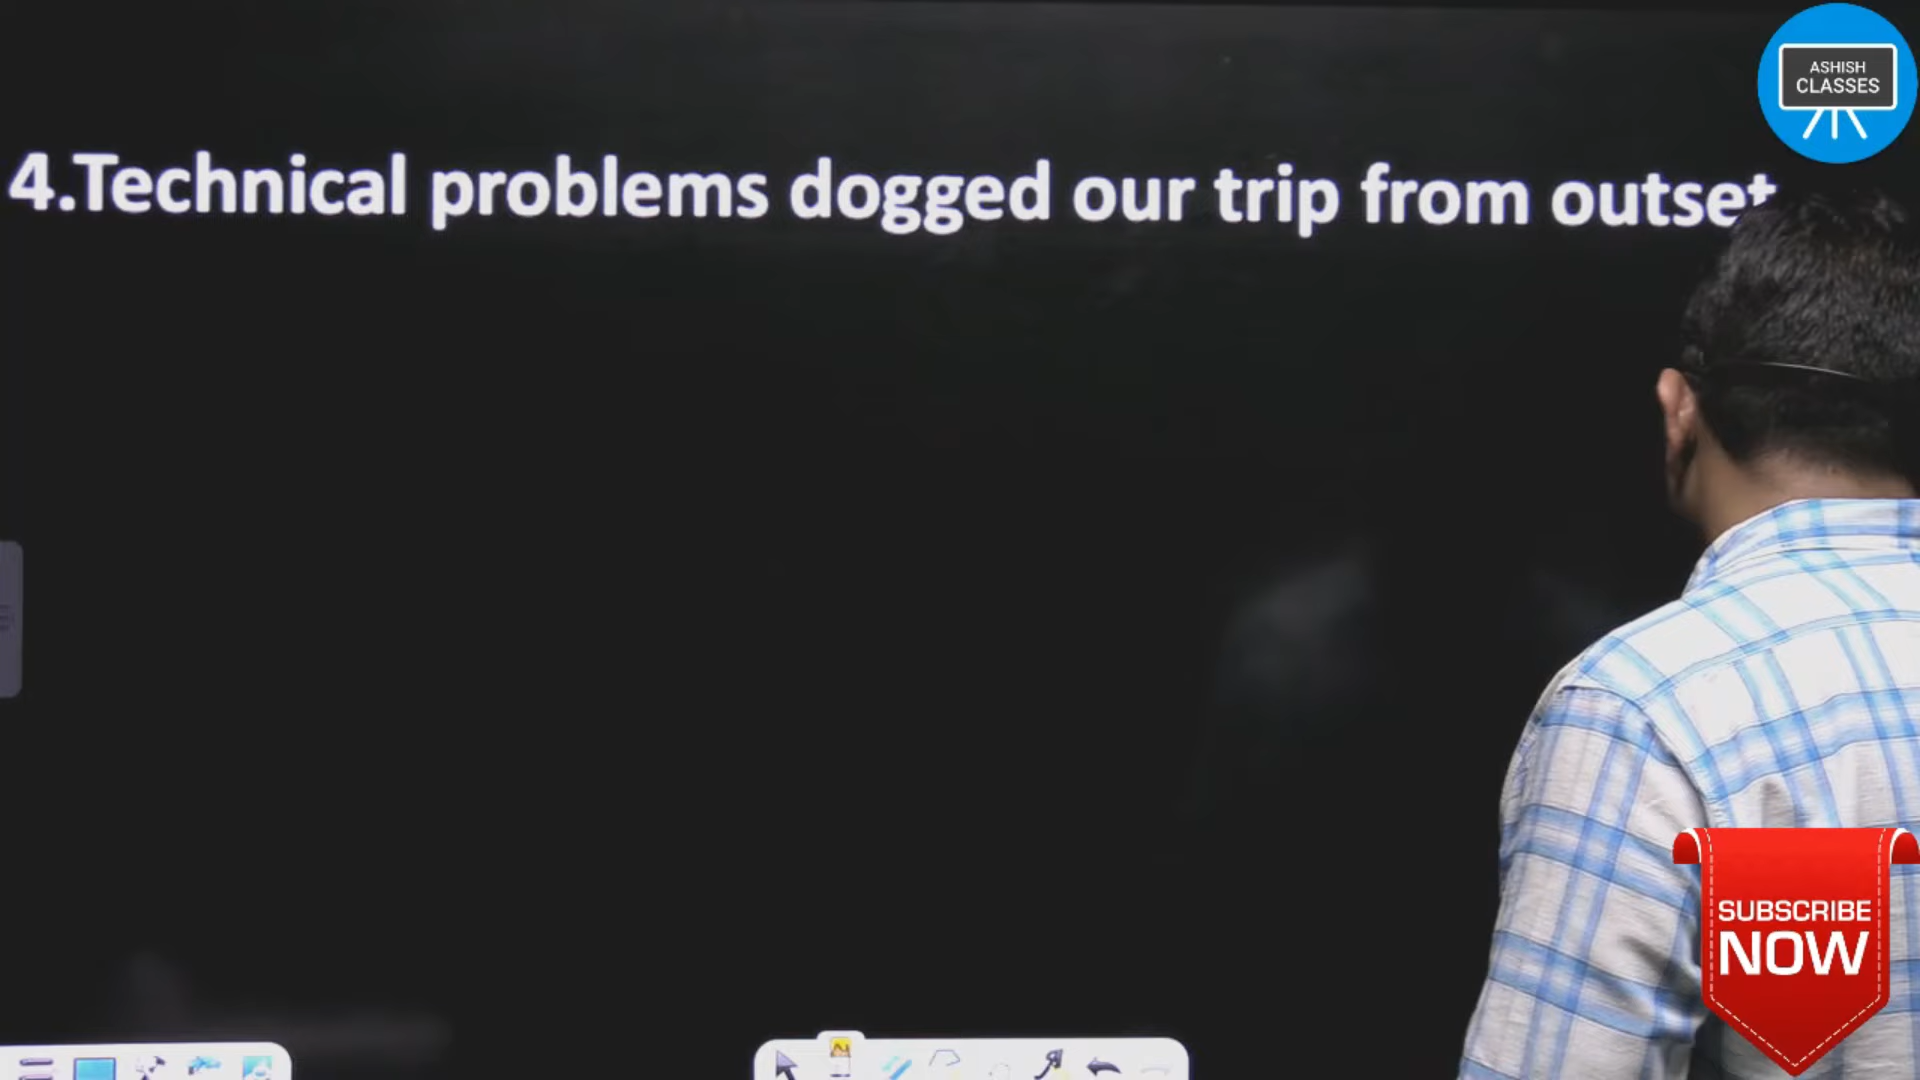 ASHISH
CLASSES
4.Technical problems dogged our trip from outset
SUBSCRIBE
NOW